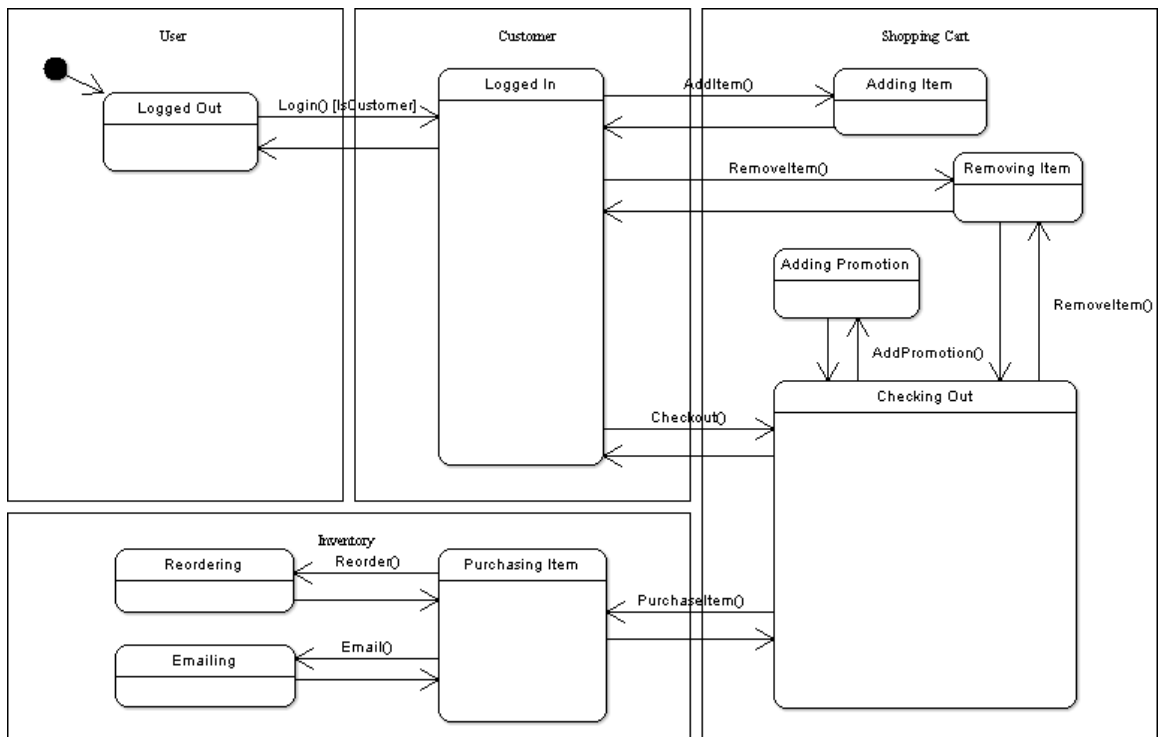 User
Customer
Shopping Cart
Logged Out
Login() [IsCustomer]
Logged In
AddItem()
Adding Item
RemoveItem()
Removing Item
Adding Promotion
RemoveItem()
AddPromotion()
Checking Out
Checkout()
Inventory
Reordering
Reorder()
Purchasing Item
PurchaseItem()
Emailing
Email()